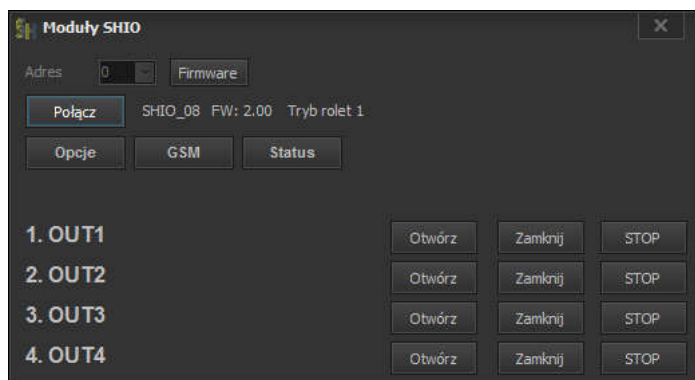 Moduły SHIO
Adres 0 Firmware
Połącz SHIO_08 FW: 2.00 Tryb rolet 1
Opcje GSM Status
1. OUT1 Otwórz Zamknij STOP
2. OUT2 Otwórz Zamknij STOP
3. OUT3 Otwórz Zamknij STOP
4. OUT4 Otwórz Zamknij STOP